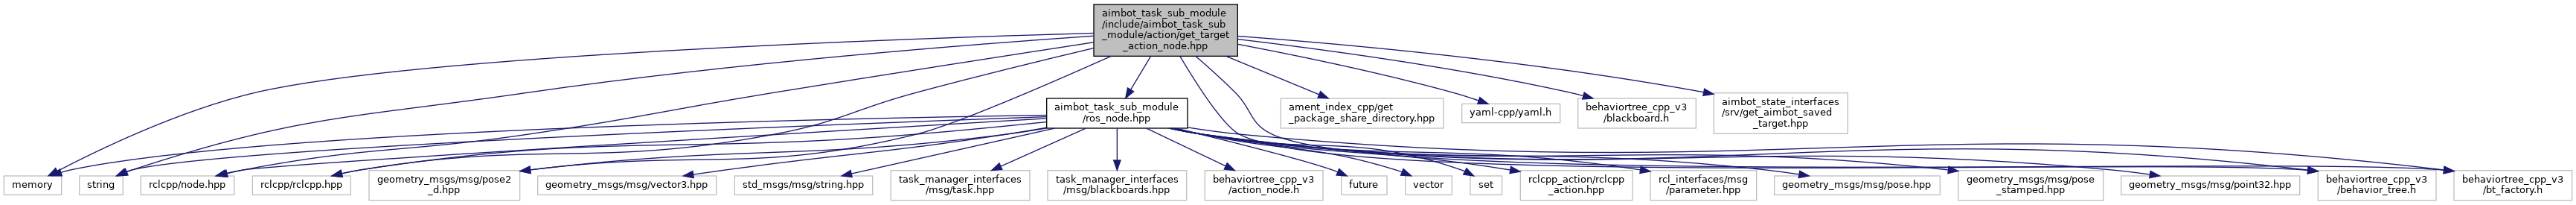 aimbot_task_sub_module
/include/aimbot_task_sub
_module/action/get_target
_action_node.hpp
aimbot_task_sub_module
/ros_node.hpp
ament_index_cpp/get
_package_share_directory.hpp
yaml-cpp/yaml.h
behaviortree_cpp_v3
/blackboard.h
aimbot_state_interfaces
/srv/get_aimbot_saved
_target.hpp
memory
string
rclcpp/node.hpp
rclcpp/rclcpp.hpp
geometry_msgs/msg/pose2
_d.hpp
geometry_msgs/msg/vector3.hpp
std_msgs/msg/string.hpp
task_manager_interfaces
/msg/task.hpp
task_manager_interfaces
/msg/blackboards.hpp
behaviortree_cpp_v3
/action_node.h
future
vector
set
rclcpp_action/rclcpp
_action.hpp
rcl_interfaces/msg
/parameter.hpp
geometry_msgs/msg/pose.hpp
geometry_msgs/msg/pose
_stamped.hpp
geometry_msgs/msg/point32.hpp
behaviortree_cpp_v3
/behavior_tree.h
behaviortree_cpp_v3
/bt_factory.h